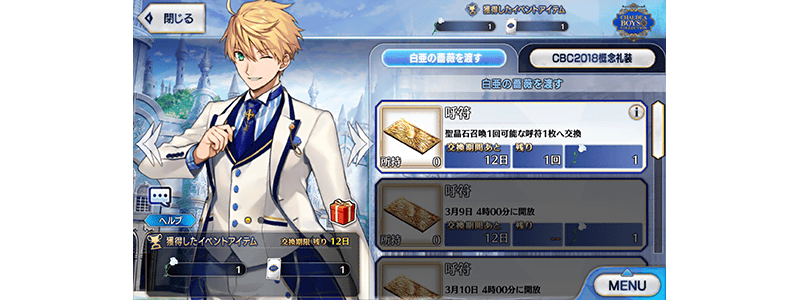 閉じる
獲得したイベントアイテム
1
1
CHALDEA
BOYS
COLLECTION
白亜の薔薇を渡す
CBC2018概念礼装
白亜の薔薇を渡す
呼符
聖晶石召喚1回可能な呼符1枚へ交換
交換期間あと 残り
所持 0
12日 1回 1
呼符
3月9日 4:00分に開放
交換期間あと 残り
所持 0
12日 1回 1
呼符
3月10日 4:00分に開放
ヘルプ
獲得したイベントアイテム 交換期限 残り 12日
1
1
MENU